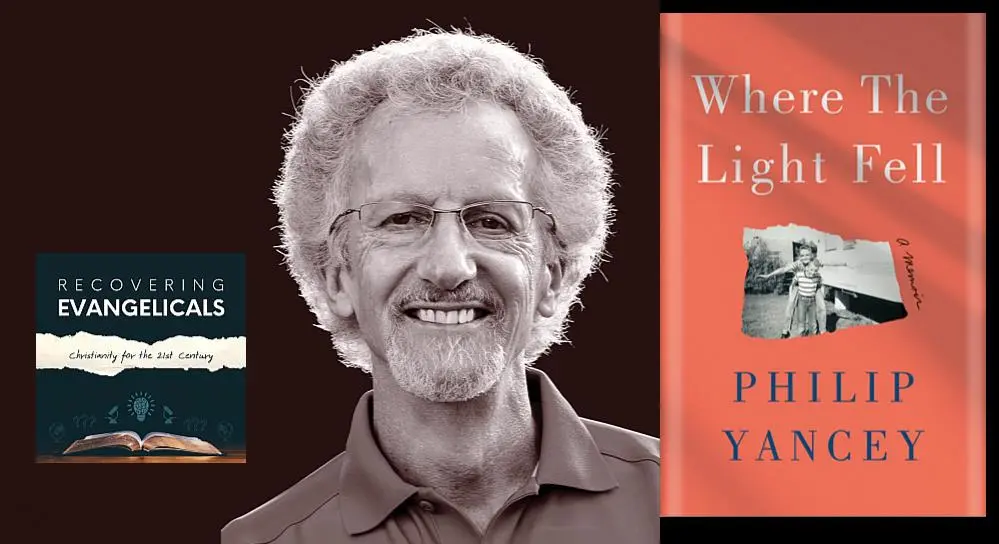 RECOVERING
EVANGELICALS
Christianity for the 21st Century
???
???
Where The
Light Fell
a memoir
PHILIP
YANCEY